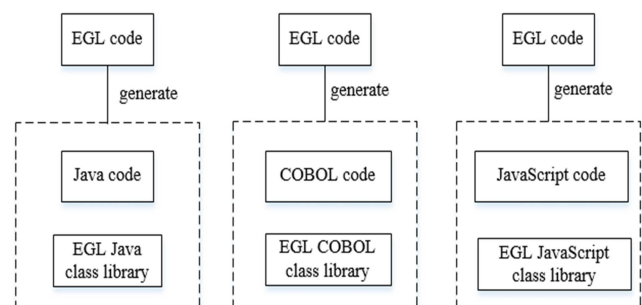 EGL code
EGL code
EGL code
generate
generate
generate
Java code
COBOL code
JavaScript code
EGL Java
class library
EGL COBOL
class library
EGL JavaScript
class library